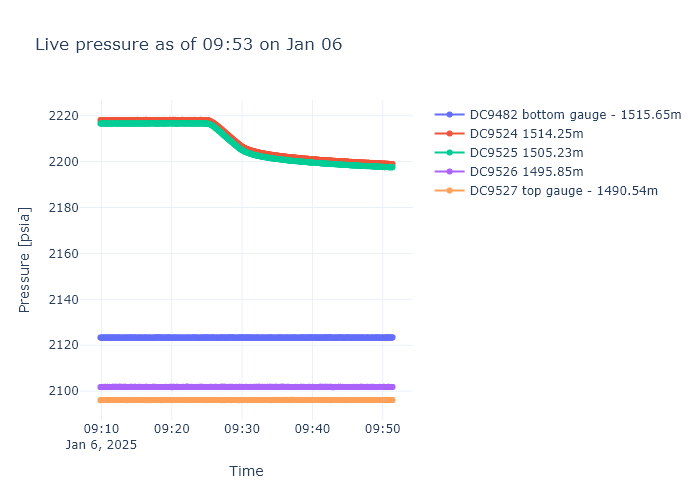 Live pressure as of 09:53 on Jan 06
DC9482 bottom gauge - 1515.65m
DC9524 1514.25m
DC9525 1505.23m
DC9526 1495.85m
DC9527 top gauge - 1490.54m
Pressure [psia]
2220
2200
2180
2160
2140
2120
2100
09:10 09:20 09:30 09:40 09:50
Jan 6, 2025
Time